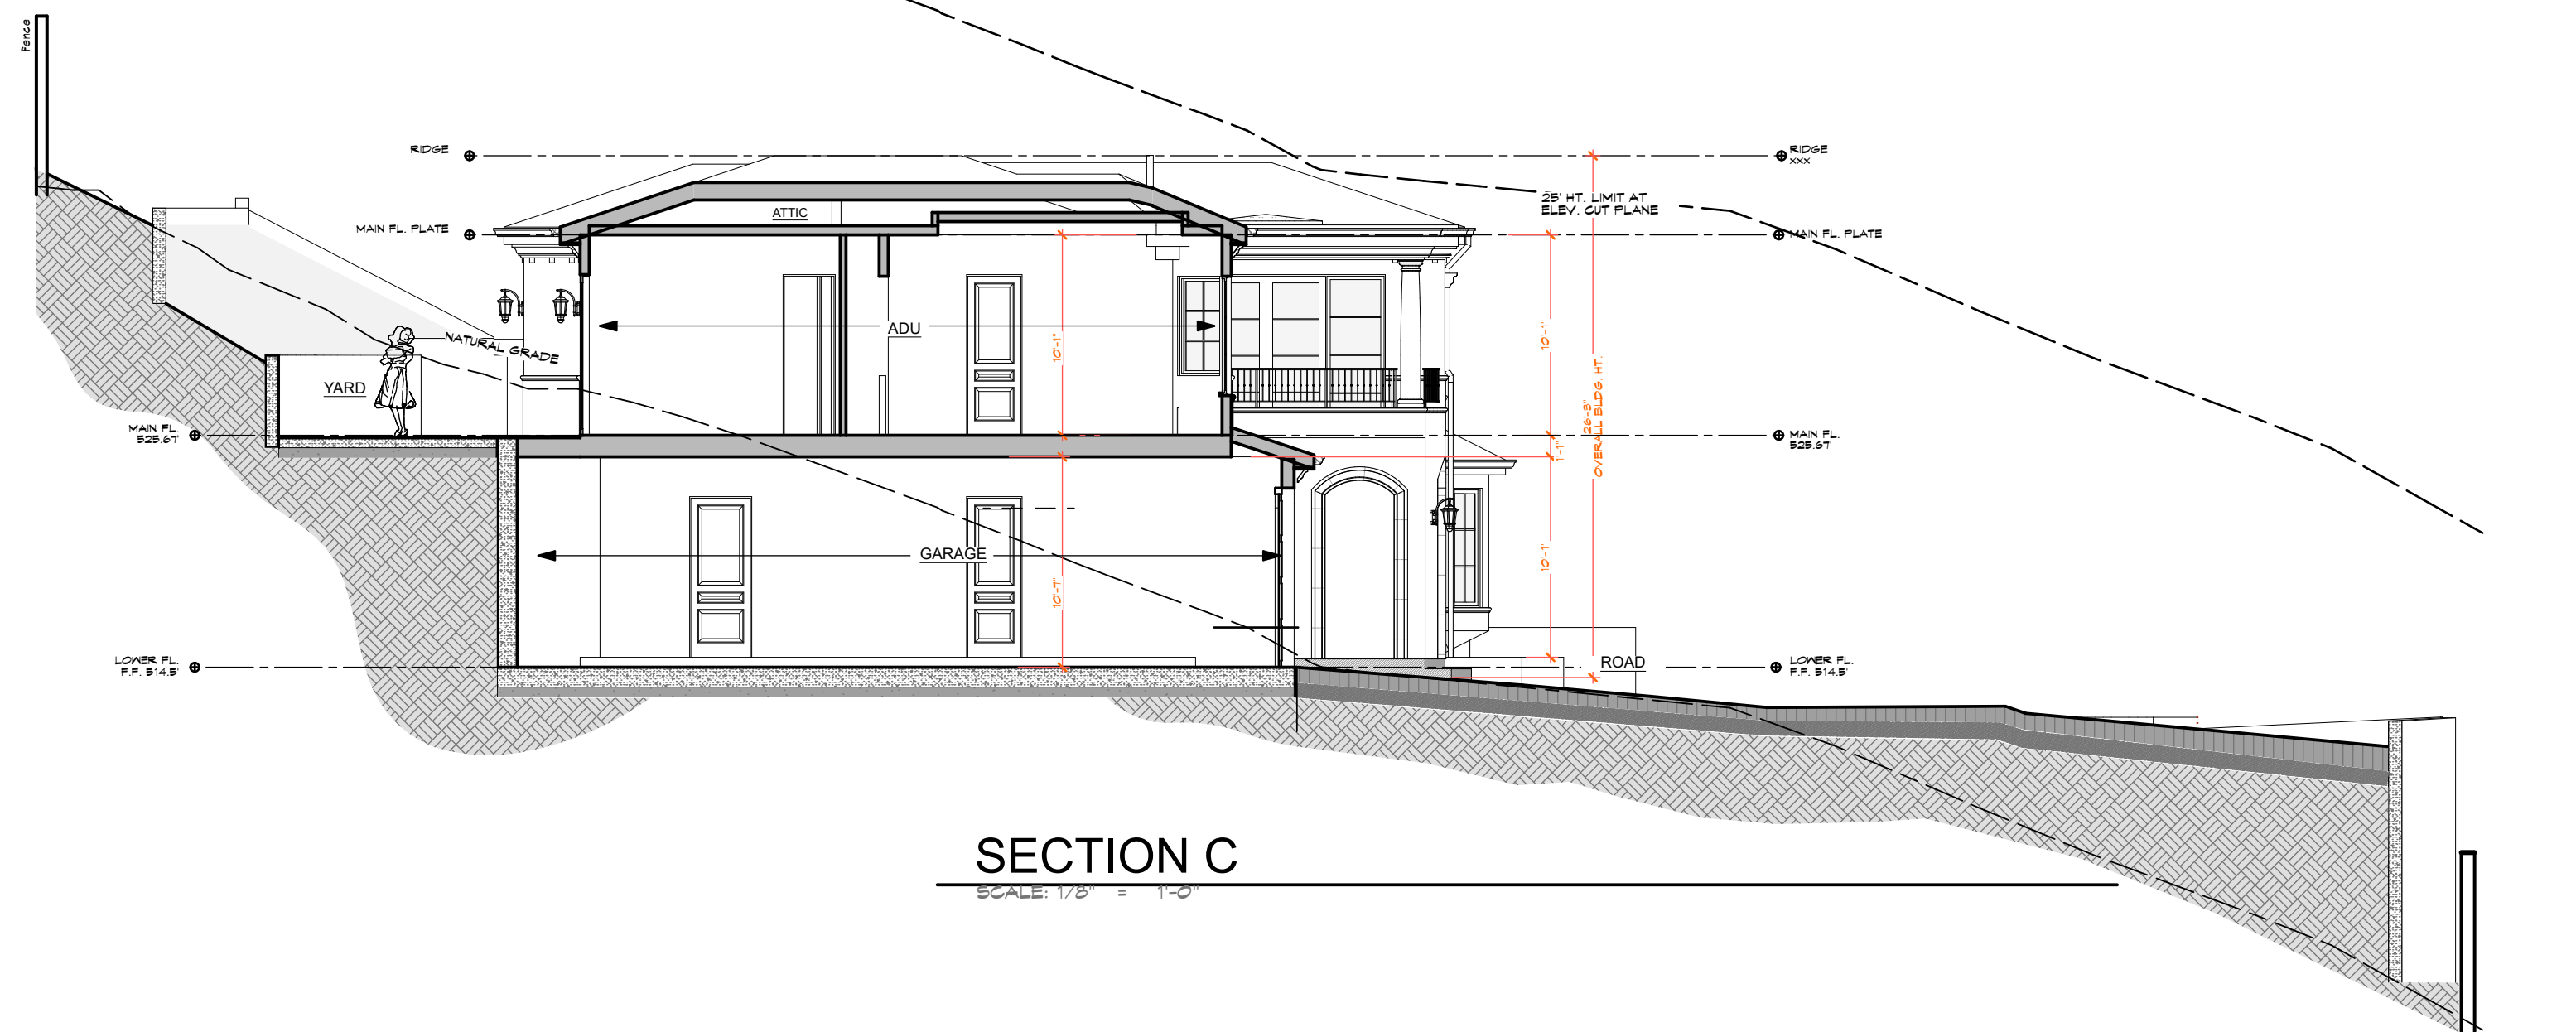 fence
RIDGE
RIDGE
XXX
25' HT. LIMIT AT
ELEV. CUT PLANE
ATTIC
MAIN FL. PLATE
MAIN FL. PLATE
ADU
NATURAL GRADE
10'-1"
10'-1"
YARD
26'-3"
OVERALL BLDG. HT.
MAIN FL.
525.67'
MAIN FL.
525.67'
1'-1"
GARAGE
10'-7"
10'-1"
LOWER FL.
F.F. 514.5'
ROAD
LOWER FL.
F.F. 514.5'
SECTION C
SCALE: 1/8" = 1'-0"